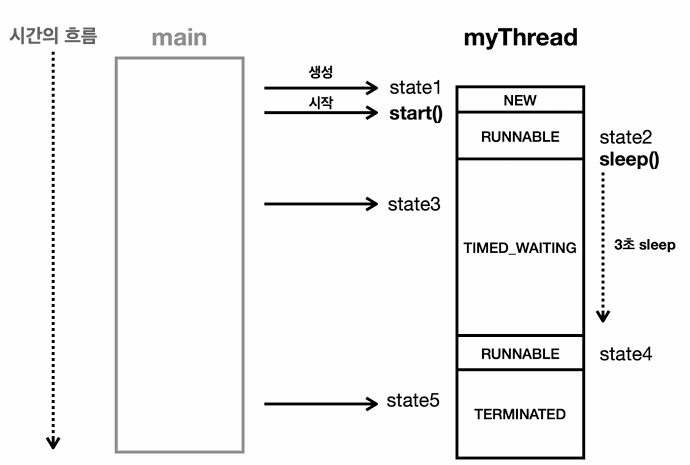 시간의 흐름
main
myThread
생성
state1
NEW
시작
start()
RUNNABLE
state2
sleep()
state3
TIMED_WAITING
3초 sleep
RUNNABLE
state4
state5
TERMINATED